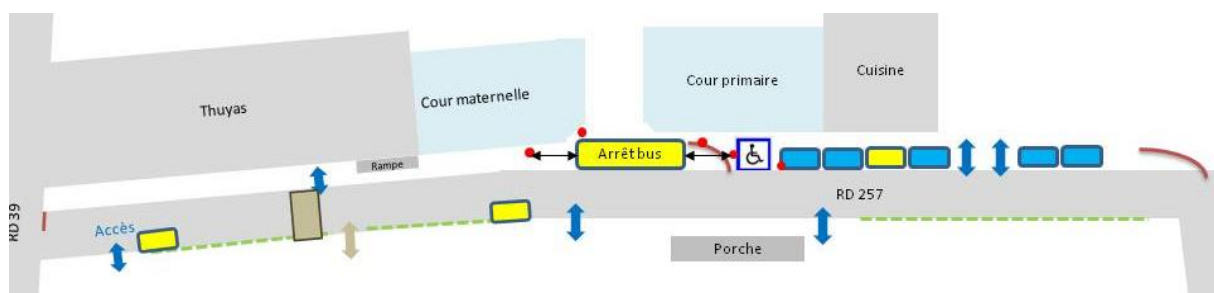 Thuyas
Cour maternelle
Cour primaire
Cuisine
Rampe
Arrêt bus
RD 257
RD 39
Accès
Porche